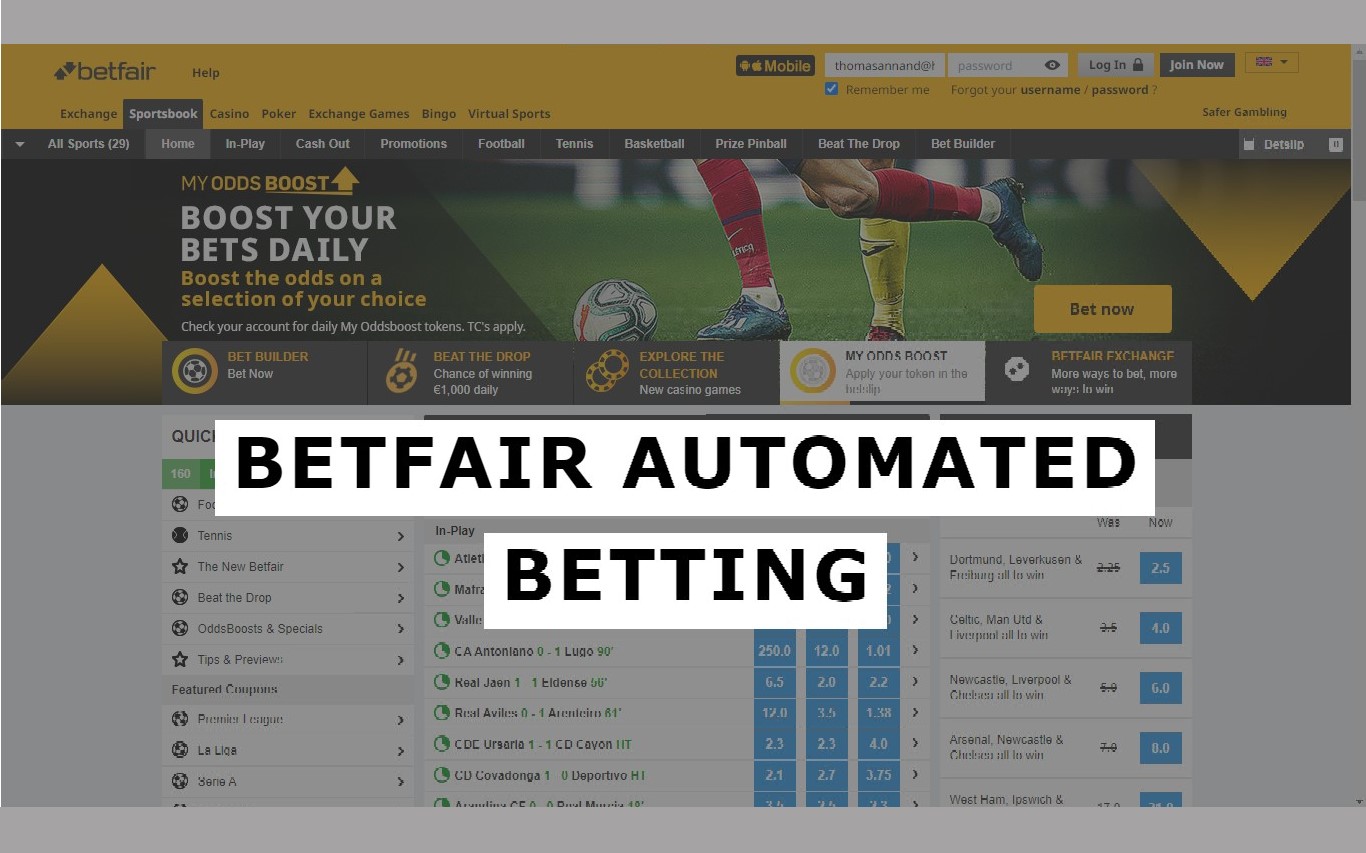 betfair
Help
Mobile
thomasannand@h
password
Log In
Join Now
Remember me
Forgot your username / password ?
Exchange Sportsbook Casino Poker Exchange Games Bingo Virtual Sports
Safer Gambling
All Sports (29) Home In-Play Cash Out Promotions Football Tennis Basketball Prize Pinball Beat The Drop Bet Builder
MY ODDS BOOST
BOOST YOUR
BETS DAILY
Boost the odds on a
selection of your choice
Check your account for daily My Oddsboost tokens. TC's apply.
Bet now
BET BUILDER
Bet Now
BEAT THE DROP
Chance of winning
€1,000 daily
EXPLORE THE
COLLECTION
New casino games
MY ODDS BOOST
Apply your token in the
betslip
BETFAIR EXCHANGE
More ways to bet, more
ways to win
BETFAIR AUTOMATED
BETTING
160
Tennis
The New Betfair
Beat the Drop
OddsBoosts & Specials
Tips & Previews
Featured Coupons
Premier League
La Liga
Serie A
In-Play
CA Antoniano 0 - 1 Lugo 90' 250.0 12.0 1.01
Real Jaen 1 - 1 Eldense 56' 6.5 2.0 2.2
Real Aviles 0 - 1 Arenteiro 61' 12.0 3.5 1.38
CDE Ursaria 1 - 1 CD Cayon HT 2.3 2.3 4.0
CD Covadonga 1 - 0 Deportivo HT 2.1 2.7 3.75
Was Now
Dortmund, Leverkusen &
Freiburg all to win
2.25 2.5
Celtic, Man Utd &
Liverpool all to win
3.5 4.0
Newcastle, Liverpool &
Chelsea all to win
5.0 6.0
Arsenal, Newcastle &
Chelsea all to win
7.0 8.0
West Ham, Ipswich &